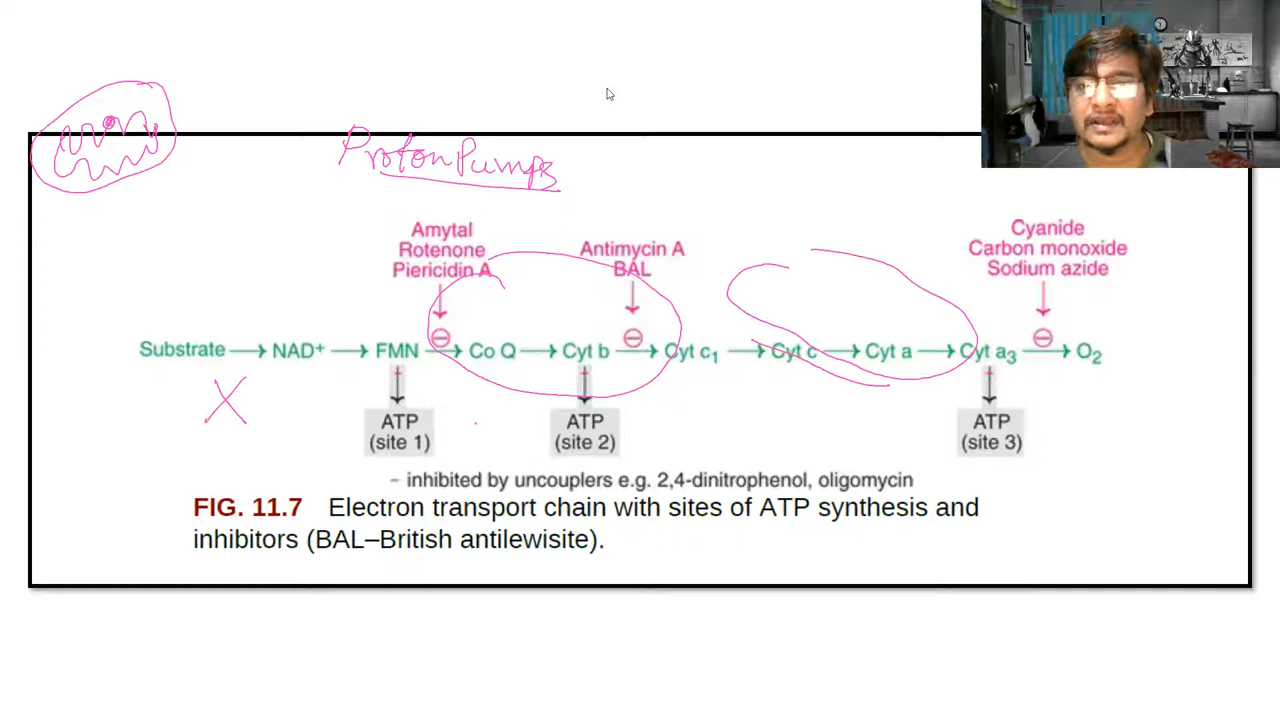 Proton Pumps
Amytal
Rotenone
Piericidin A
Antimycin A
BAL
Cyanide
Carbon monoxide
Sodium azide
Substrate → NAD⁺ → FMN → Co Q → Cyt b → Cyt c₁ → Cyt c → Cyt a → Cyt a₃ → O₂
X
ATP
(site 1)
ATP
(site 2)
ATP
(site 3)
– inhibited by uncouplers e.g. 2,4-dinitrophenol, oligomycin
FIG. 11.7 Electron transport chain with sites of ATP synthesis and
inhibitors (BAL–British antilewisite).